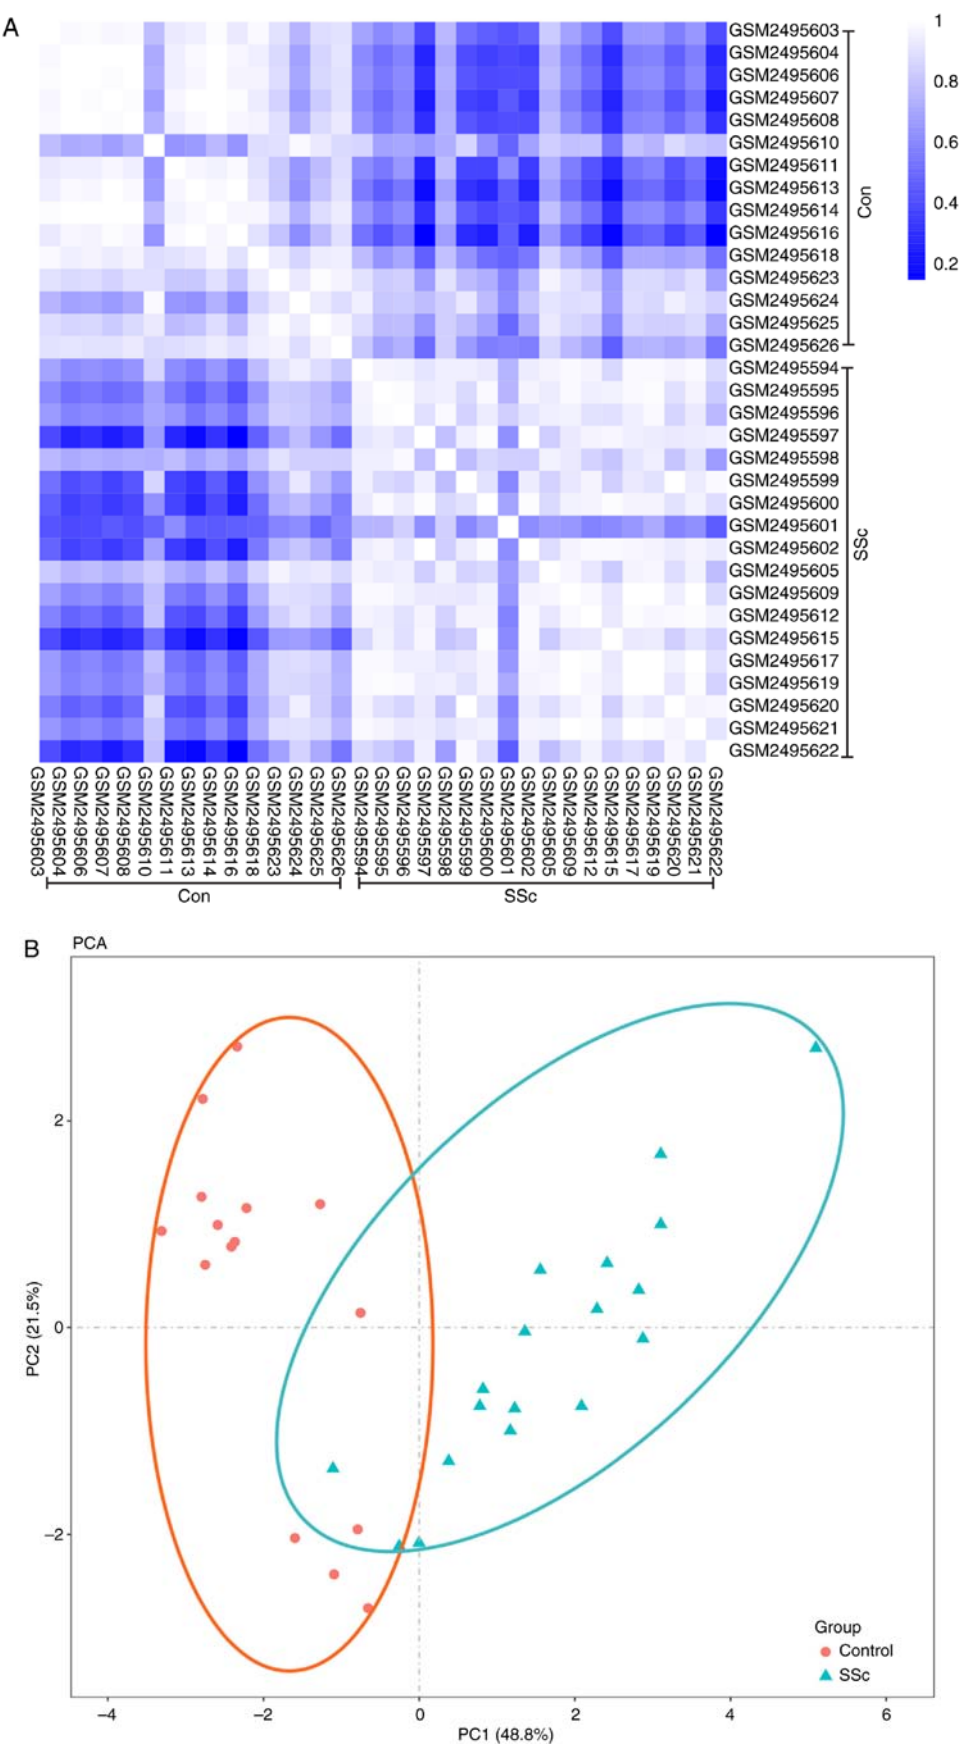 A
GSM2495603
GSM2495604
GSM2495606
GSM2495607
GSM2495608
GSM2495610
GSM2495611
GSM2495613
GSM2495614
GSM2495616
GSM2495618
GSM2495623
GSM2495624
GSM2495625
GSM2495626
GSM2495594
GSM2495595
GSM2495596
GSM2495597
GSM2495598
GSM2495599
GSM2495600
GSM2495601
GSM2495602
GSM2495605
GSM2495609
GSM2495612
GSM2495615
GSM2495617
GSM2495619
GSM2495620
GSM2495621
GSM2495622
Con
SSc
1
0.8
0.6
0.4
0.2
GSM2495603
GSM2495604
GSM2495606
GSM2495607
GSM2495608
GSM2495610
GSM2495611
GSM2495613
GSM2495614
GSM2495616
GSM2495618
GSM2495623
GSM2495624
GSM2495625
GSM2495626
GSM2495594
GSM2495595
GSM2495596
GSM2495597
GSM2495598
GSM2495599
GSM2495600
GSM2495601
GSM2495602
GSM2495605
GSM2495609
GSM2495612
GSM2495615
GSM2495617
GSM2495619
GSM2495620
GSM2495621
GSM2495622
Con
SSc
B
PCA
PC2 (21.5%)
2
0
−2
Group
Control
SSc
−4
−2
0
2
4
6
PC1 (48.8%)